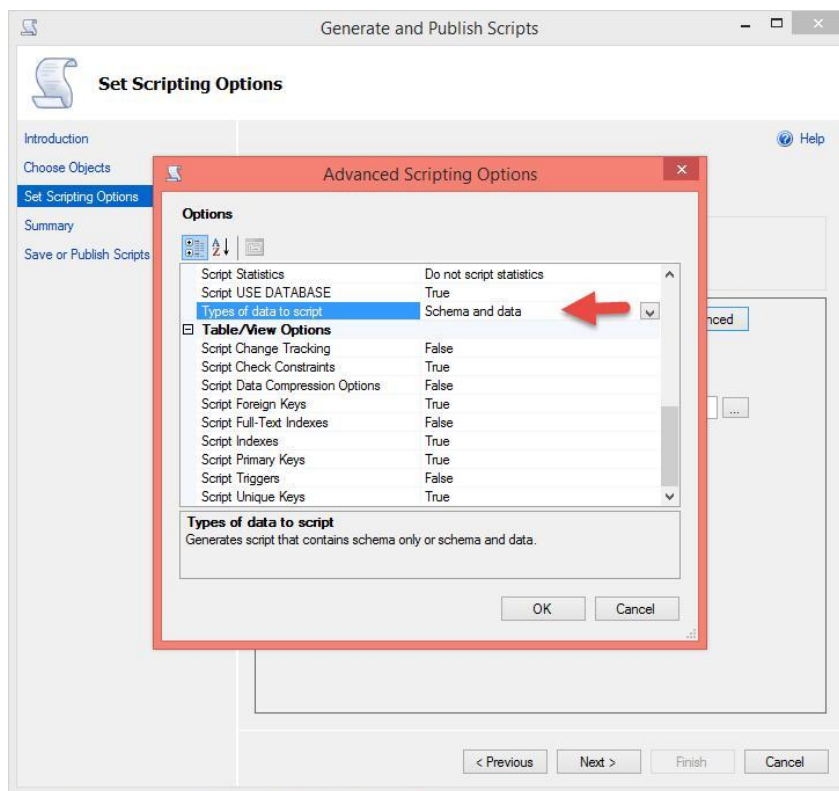 Generate and Publish Scripts
Set Scripting Options
Introduction
Help
Choose Objects
Set Scripting Options
Summary
Save or Publish Scripts
Advanced Scripting Options
Options
Script Statistics Do not script statistics
Script USE DATABASE True
Types of data to script Schema and data
Table/View Options
Script Change Tracking False
Script Check Constraints True
Script Data Compression Options False
Script Foreign Keys True
Script Full-Text Indexes False
Script Indexes True
Script Primary Keys True
Script Triggers False
Script Unique Keys True
Types of data to script
Generates script that contains schema only or schema and data.
OK Cancel
nced
...
< Previous Next > Finish Cancel